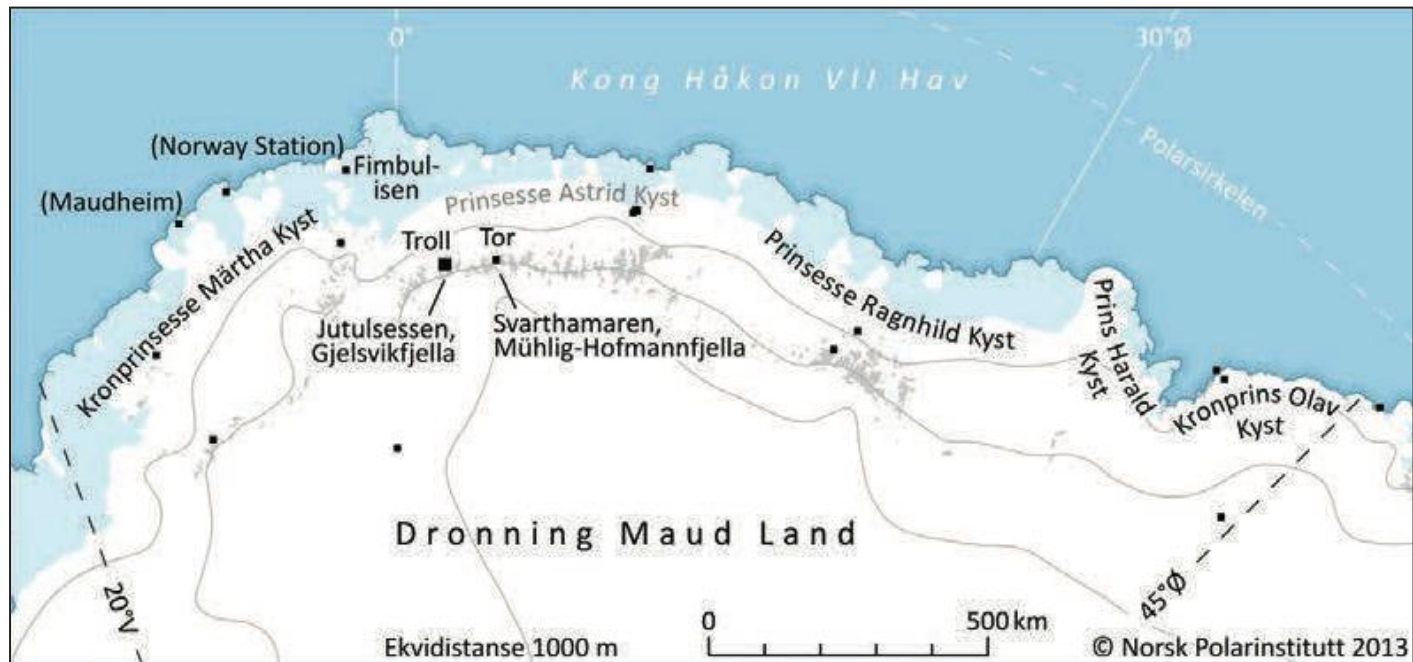 0°
30°Ø
Kong Håkon VII Hav
Polarsirkelen
(Norway Station)
Fimbul-
isen
(Maudheim)
Prinsesse Astrid Kyst
Kronprinsesse Märtha Kyst
Troll
Tor
Prinsesse Ragnhild Kyst
Prins Harald
Kyst
Jutulsessen,
Gjelsvikfjella
Svarthamaren,
Mühlig-Hofmannfjella
Kronprins Olav
Kyst
Dronning Maud Land
20°V
45°Ø
0
500 km
Ekvidistanse 1000 m
© Norsk Polarinstitutt 2013